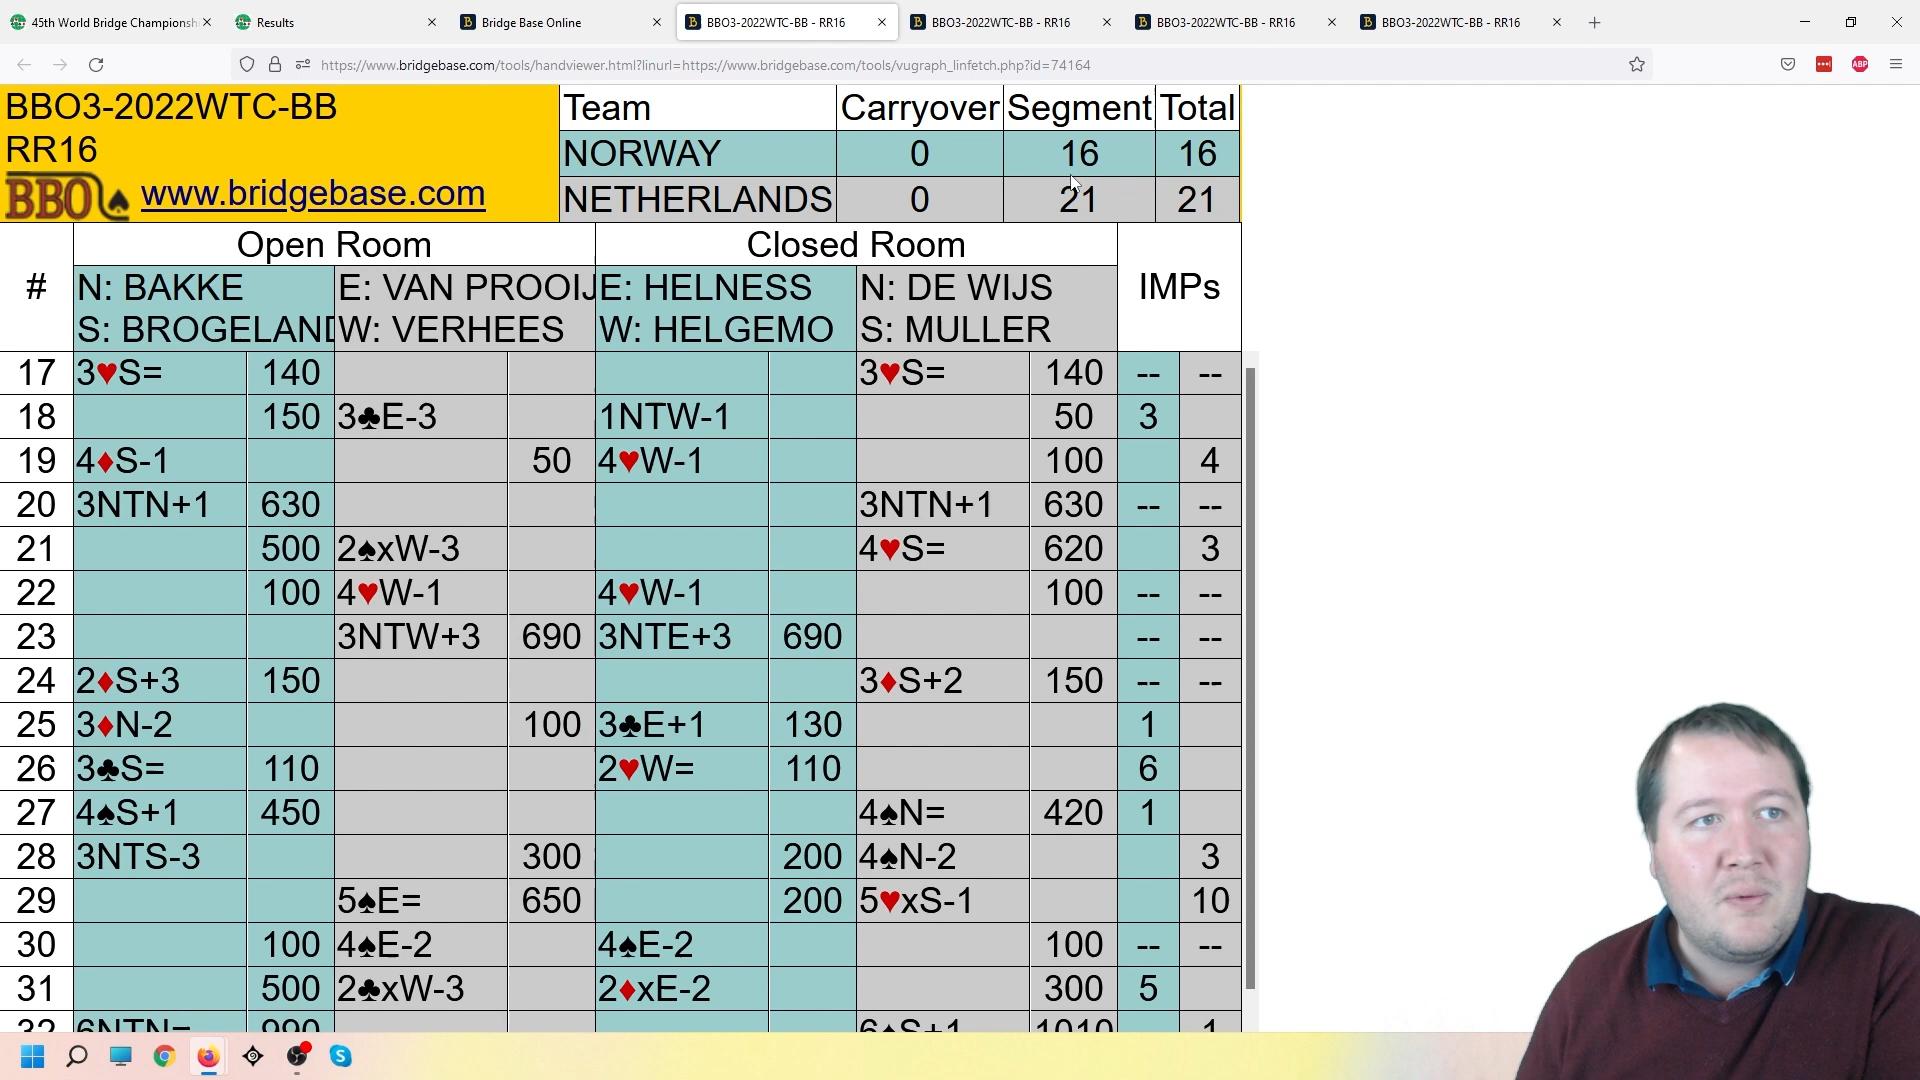 45th World Bridge Championsh
Results
Bridge Base Online
BBO3-2022WTC-BB - RR16
BBO3-2022WTC-BB - RR16
BBO3-2022WTC-BB - RR16
BBO3-2022WTC-BB - RR16
https://www.bridgebase.com/tools/handviewer.html?linurl=https://www.bridgebase.com/tools/vugraph_linfetch.php?id=74164
ABP
BBO3-2022WTC-BB
RR16
BBO www.bridgebase.com
Team Carryover Segment Total
NORWAY 0 16 16
NETHERLANDS 0 21 21
# Open Room Closed Room IMPs
N: BAKKE E: VAN PROOIJ E: HELNESS N: DE WIJS
S: BROGELAND W: VERHEES W: HELGEMO S: MULLER
17 3♥S= 140 3♥S= 140 -- --
18 150 3♣E-3 1NTW-1 50 3
19 4♦S-1 50 4♥W-1 100 4
20 3NTN+1 630 3NTN+1 630 -- --
21 500 2♠xW-3 4♥S= 620 3
22 100 4♥W-1 4♥W-1 100 -- --
23 3NTW+3 690 3NTE+3 690 -- --
24 2♦S+3 150 3♦S+2 150 -- --
25 3♦N-2 100 3♣E+1 130 1
26 3♣S= 110 2♥W= 110 6
27 4♠S+1 450 4♠N= 420 1
28 3NTS-3 300 200 4♠N-2 3
29 5♠E= 650 200 5♥xS-1 10
30 100 4♠E-2 4♠E-2 100 -- --
31 500 2♣xW-3 2♦xE-2 300 5
32 6NTN= 990 6♠S+1 1010 1